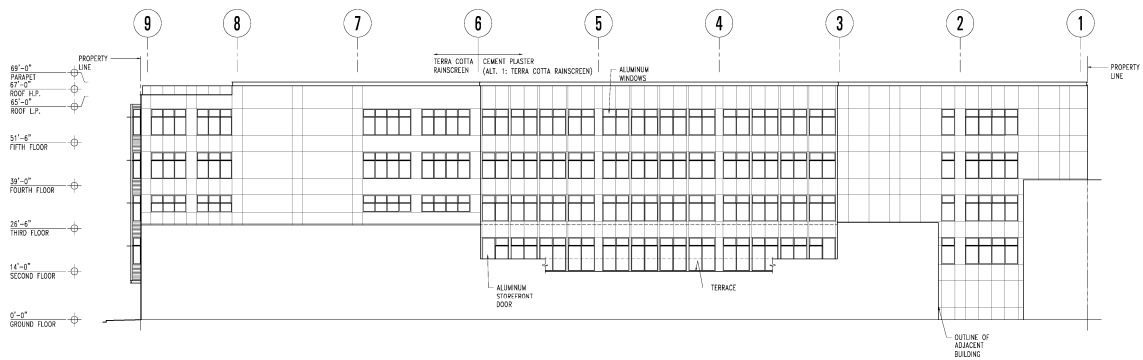 9 8 7 6 5 4 3 2 1
PROPERTY
LINE
TERRA COTTA
RAINSCREEN
CEMENT PLASTER
(ALT. 1: TERRA COTTA RAINSCREEN)
ALUMINUM
WINDOWS
PROPERTY
LINE
69'-0"
PARAPET
67'-0"
ROOF H.P.
65'-0"
ROOF L.P.
51'-6"
FIFTH FLOOR
39'-0"
FOURTH FLOOR
26'-6"
THIRD FLOOR
14'-0"
SECOND FLOOR
0'-0"
GROUND FLOOR
ALUMINUM
STOREFRONT
DOOR
TERRACE
OUTLINE OF
ADJACENT
BUILDING